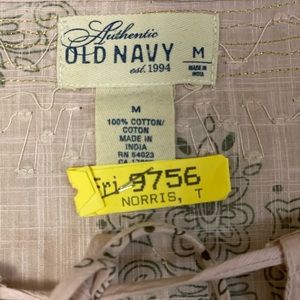 Authentic
OLD NAVY
est. 1994
M
MADE IN
INDIA
M
100% COTTON/
COTON
MADE IN
INDIA
RN 54023
Fri 9756
NORRIS, T